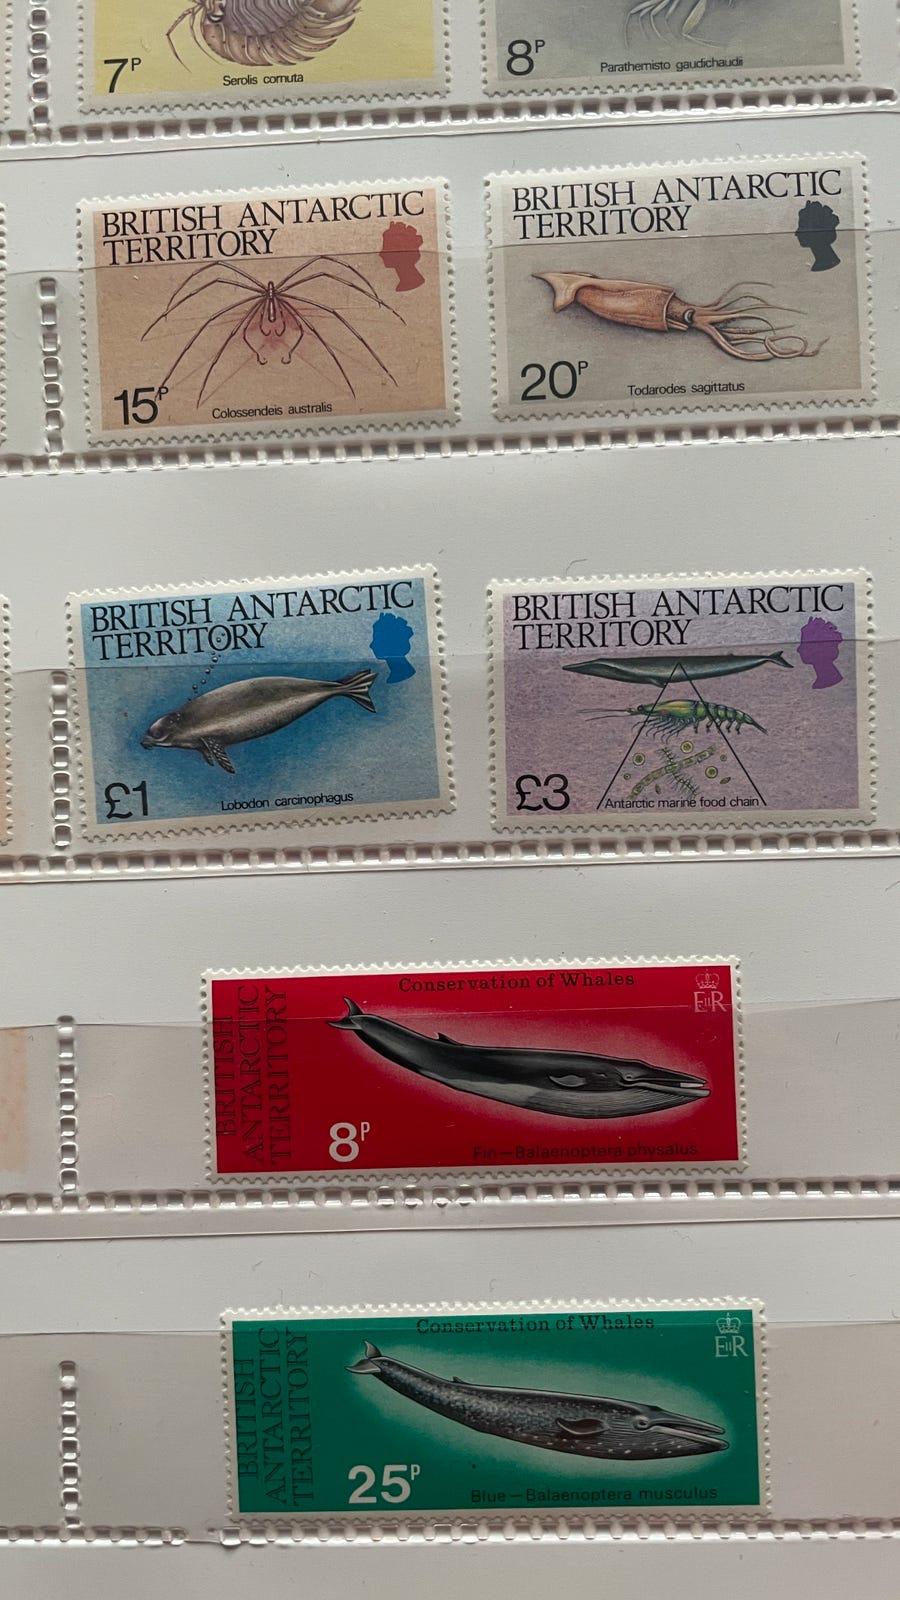 7P
Serolis cornuta
8P
Parathemisto gaudichaudii
BRITISH ANTARCTIC
TERRITORY
15P
Colossendeis australis
BRITISH ANTARCTIC
TERRITORY
20P
Todarodes sagittatus
BRITISH ANTARCTIC
TERRITORY
£1
Lobodon carcinophagus
BRITISH ANTARCTIC
TERRITORY
£3
Antarctic marine food chain
Conservation of Whales
EIIR
BRITISH
ANTARCTIC
TERRITORY
8P
Fin—Balaenoptera physalus
Conservation of Whales
EIIR
BRITISH
ANTARCTIC
TERRITORY
25P
Blue—Balaenoptera musculus